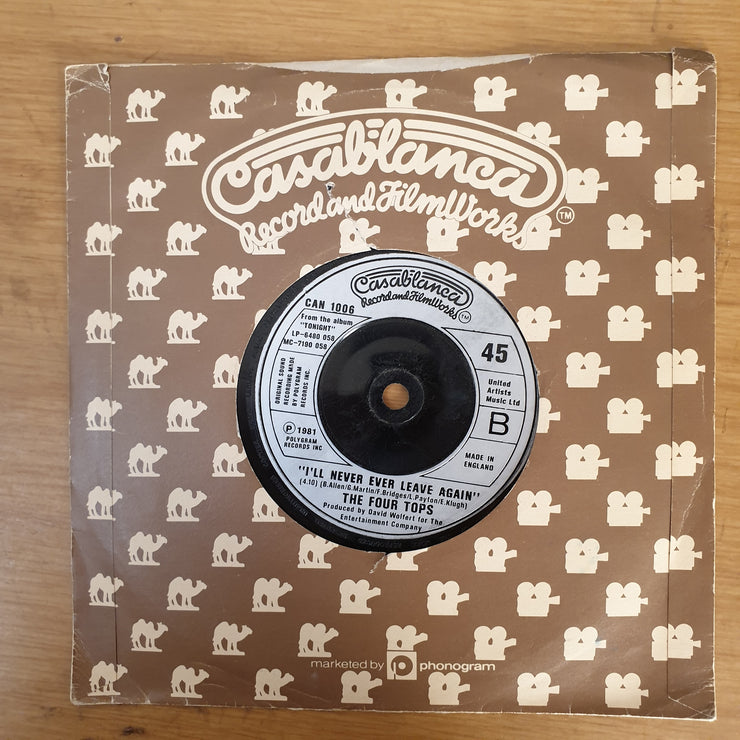 Casablanca
Record and FilmWorks
TM
Casablanca
Record and FilmWorks
TM
CAN 1006
From the album
"TONIGHT"
LP-6480 058
MC-7190 058
ORIGINAL SOUND
RECORDING MADE
BY POLYGRAM
RECORDS INC.
℗ 1981
POLYGRAM
RECORDS INC
45
United
Artists
Music Ltd
B
MADE IN
ENGLAND
"I'LL NEVER EVER LEAVE AGAIN"
(4.10) (B.Allen/G.Martin/F.Bridges/L.Payton/E.Klugh)
THE FOUR TOPS
Produced by David Wolfert for The
Entertainment Company
marketed by p phonogram